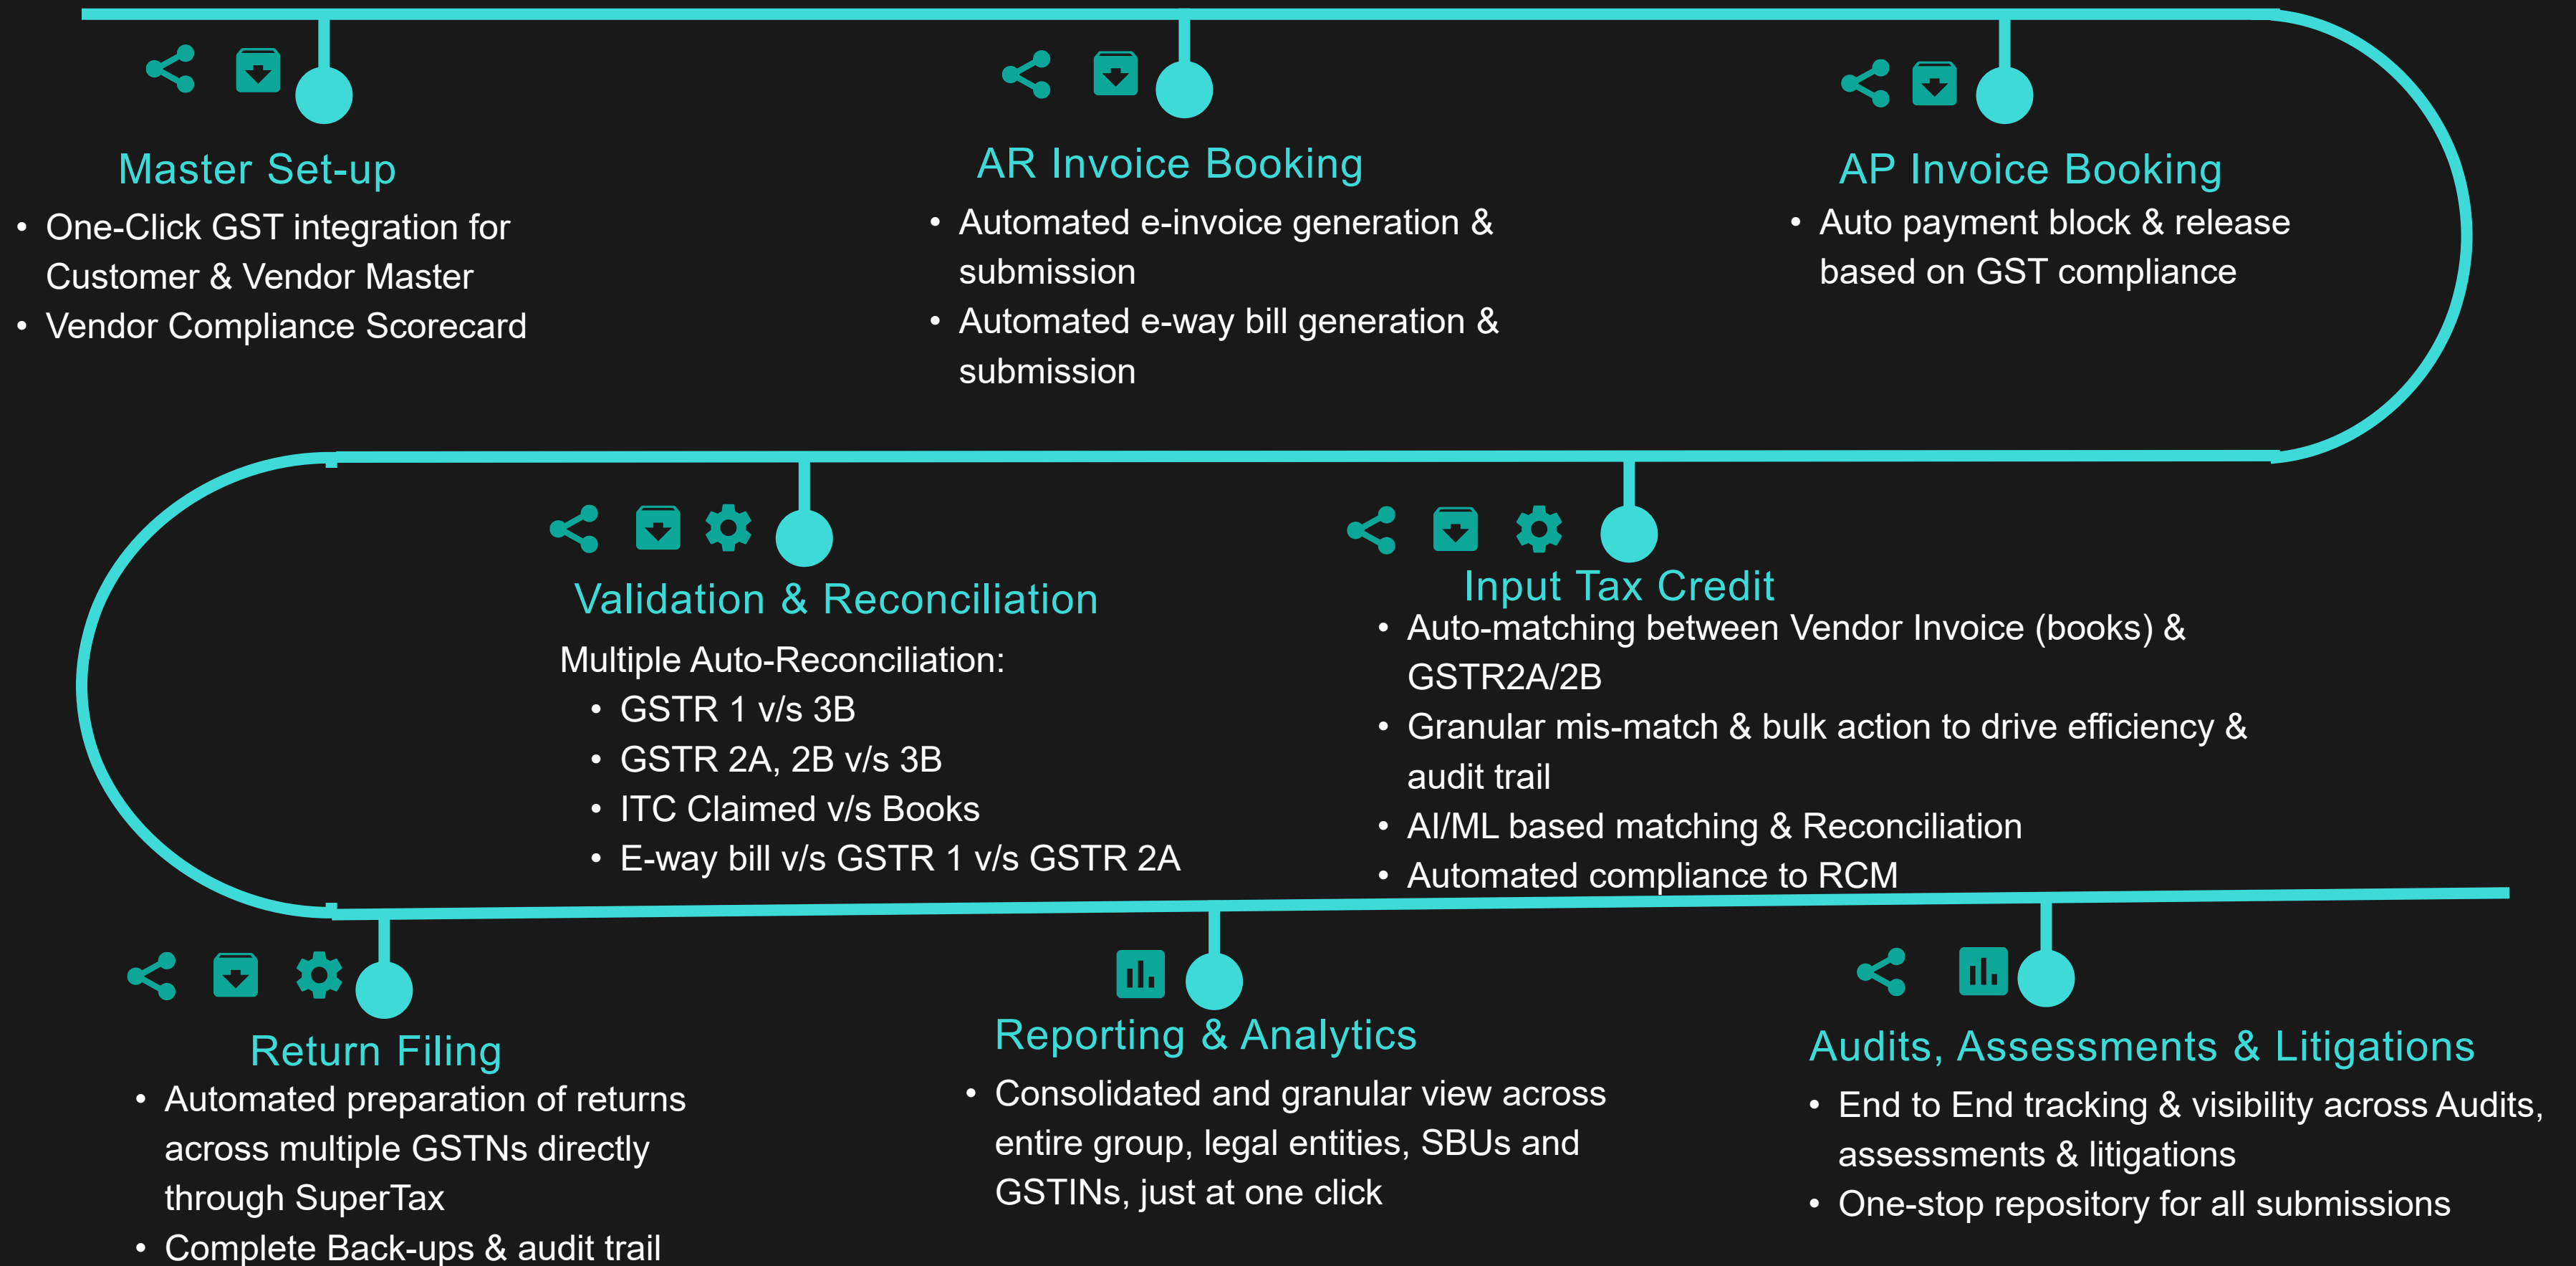 Master Set-up
• One-Click GST integration for
Customer & Vendor Master
• Vendor Compliance Scorecard
AR Invoice Booking
• Automated e-invoice generation &
submission
• Automated e-way bill generation &
submission
AP Invoice Booking
• Auto payment block & release
based on GST compliance
Validation & Reconciliation
Multiple Auto-Reconciliation:
• GSTR 1 v/s 3B
• GSTR 2A, 2B v/s 3B
• ITC Claimed v/s Books
• E-way bill v/s GSTR 1 v/s GSTR 2A
Input Tax Credit
• Auto-matching between Vendor Invoice (books) &
GSTR2A/2B
• Granular mis-match & bulk action to drive efficiency &
audit trail
• AI/ML based matching & Reconciliation
• Automated compliance to RCM
Return Filing
• Automated preparation of returns
across multiple GSTNs directly
through SuperTax
• Complete Back-ups & audit trail
Reporting & Analytics
• Consolidated and granular view across
entire group, legal entities, SBUs and
GSTINs, just at one click
Audits, Assessments & Litigations
• End to End tracking & visibility across Audits,
assessments & litigations
• One-stop repository for all submissions